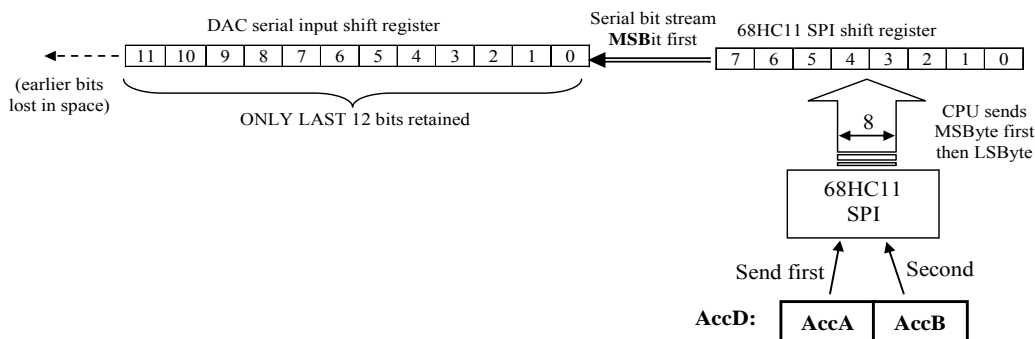 DAC serial input shift register
Serial bit stream
MSBit first
68HC11 SPI shift register
11 10 9 8 7 6 5 4 3 2 1 0
7 6 5 4 3 2 1 0
(earlier bits
lost in space)
ONLY LAST 12 bits retained
8
CPU sends
MSByte first
then LSByte
68HC11
SPI
Send first
Second
AccD:
AccA
AccB